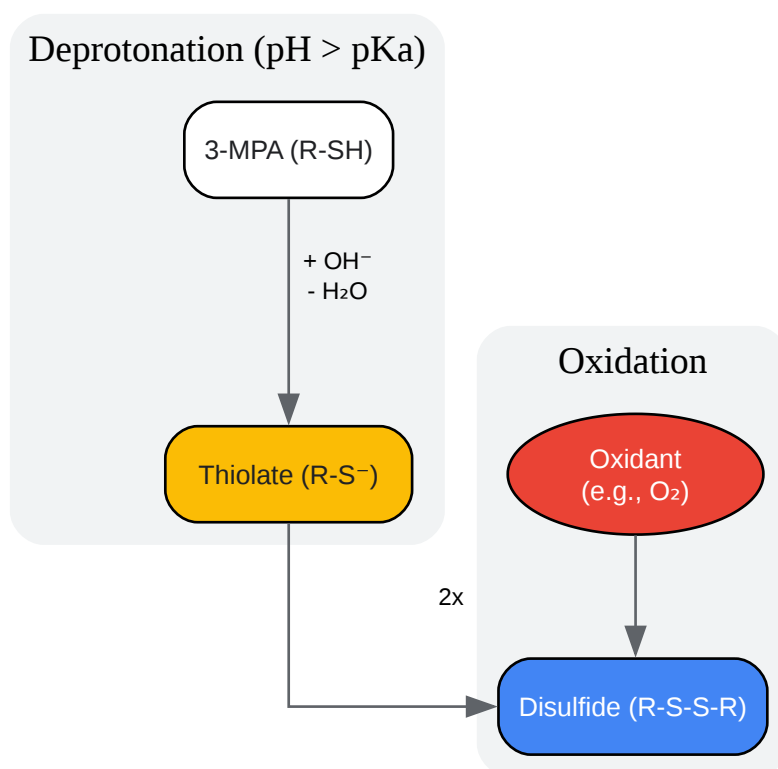 Deprotonation (pH > pKa)
3-MPA (R-SH)
+ OH⁻
- H₂O
Thiolate (R-S⁻)
Oxidation
Oxidant
(e.g., O₂)
2x
Disulfide (R-S-S-R)